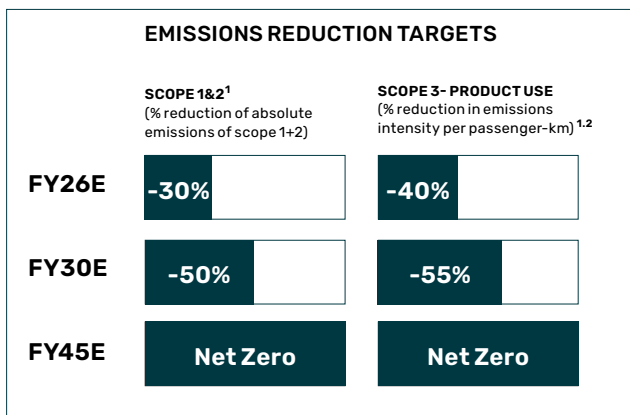 EMISSIONS REDUCTION TARGETS
SCOPE 1&2¹
(% reduction of absolute
emissions of scope 1+2)
SCOPE 3- PRODUCT USE
(% reduction in emissions
intensity per passenger-km) ¹·²
FY26E
-30%
-40%
FY30E
-50%
-55%
FY45E
Net Zero
Net Zero